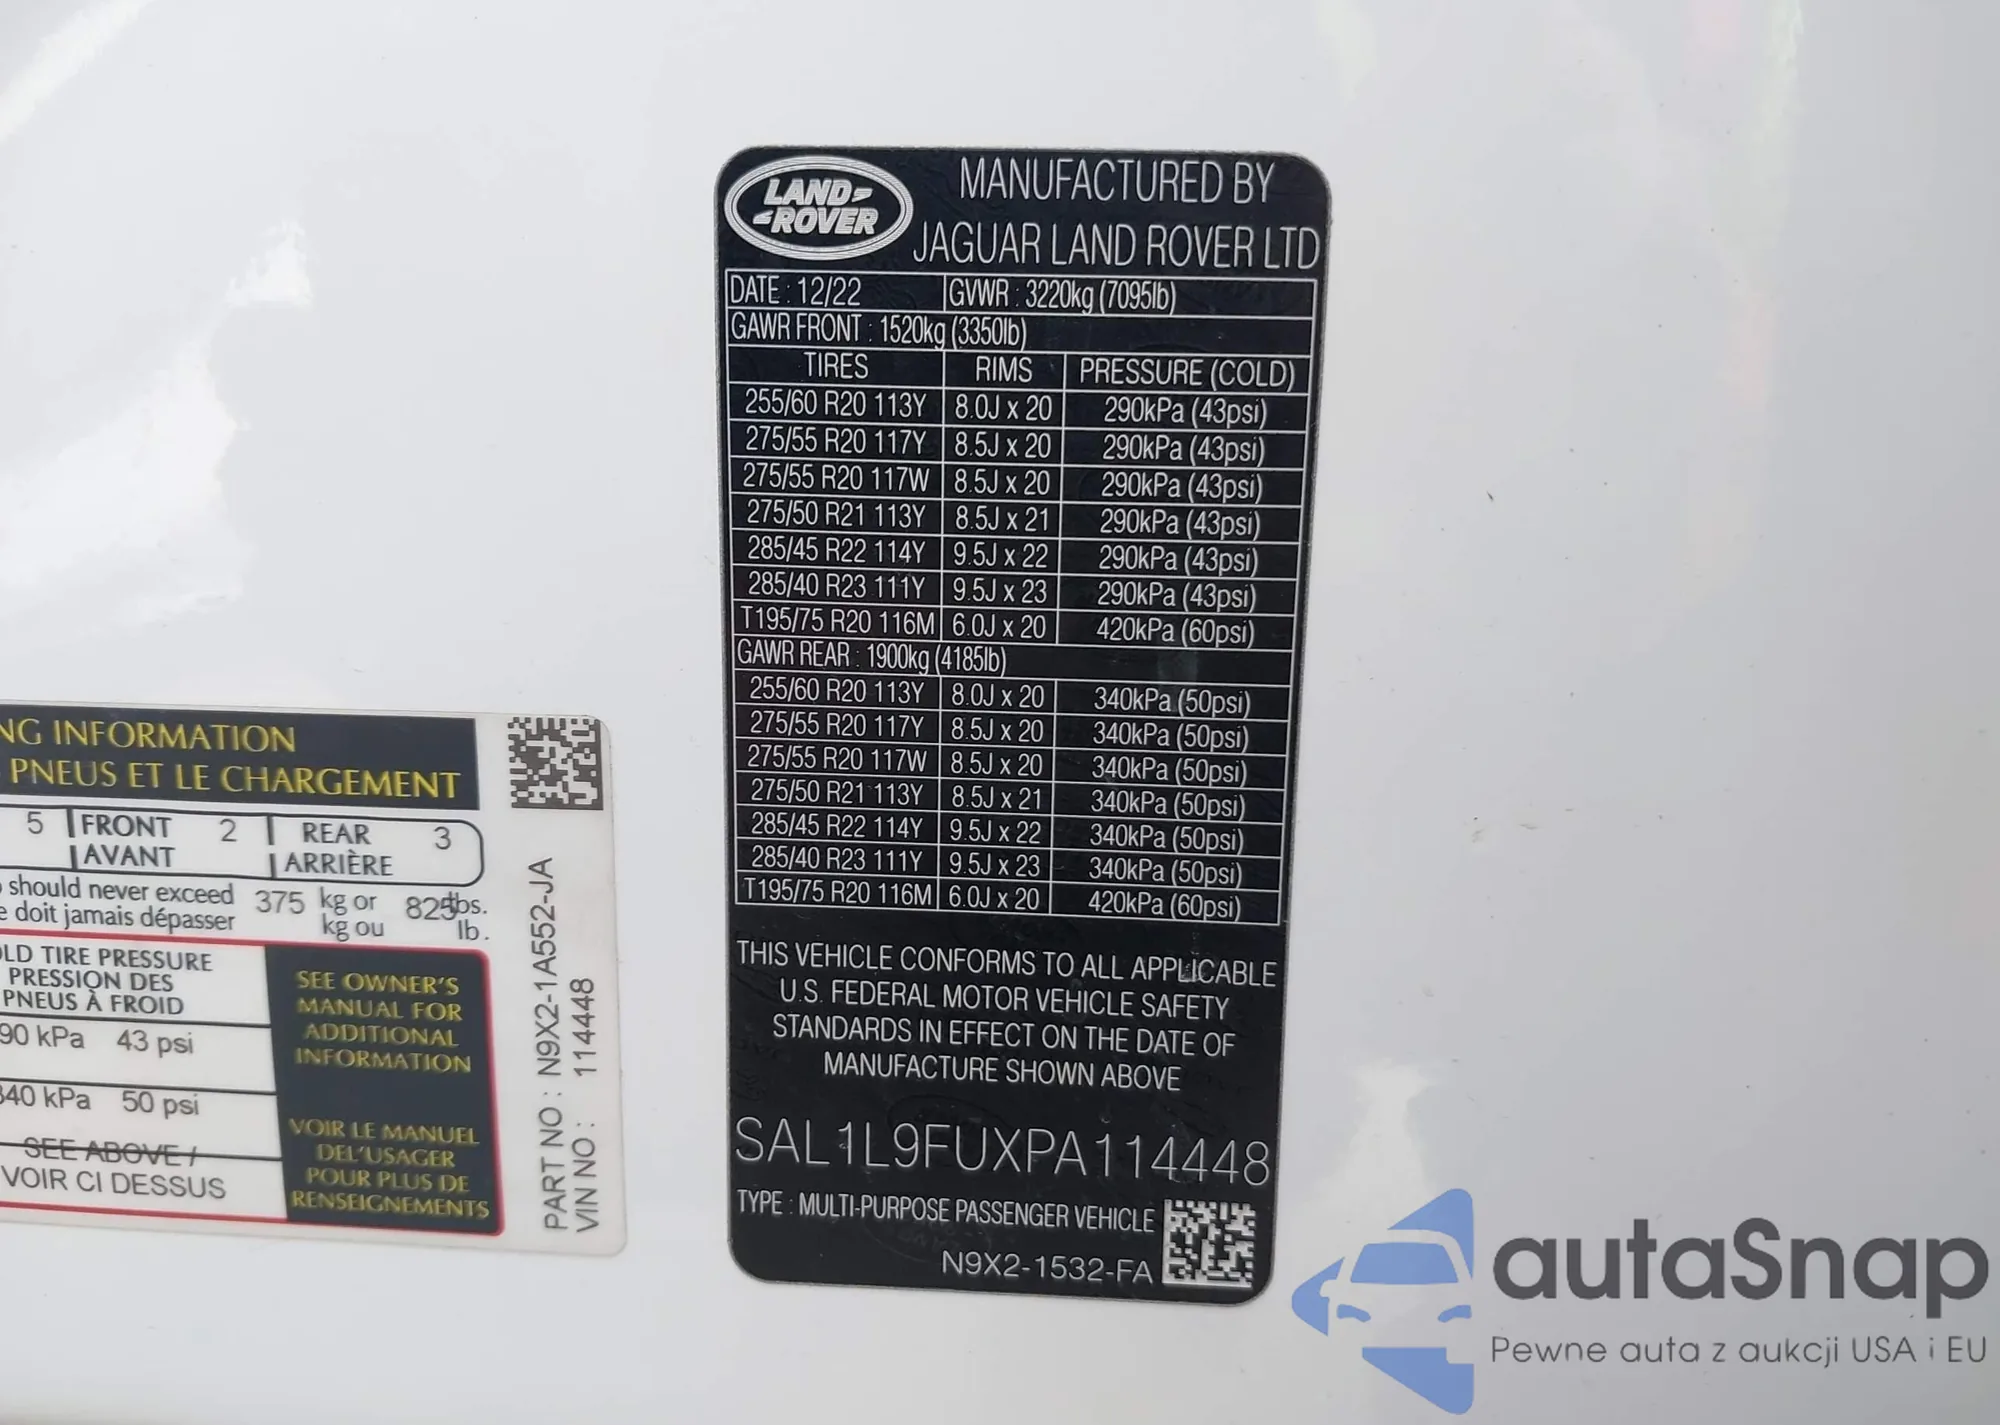 LAND
ROVER
MANUFACTURED BY
JAGUAR LAND ROVER LTD
DATE : 12/22 GVWR : 3220kg (7095lb)
GAWR FRONT : 1520kg (3350lb)
TIRES RIMS PRESSURE (COLD)
255/60 R20 113Y 8.0J x 20 290kPa (43psi)
275/55 R20 117Y 8.5J x 20 290kPa (43psi)
275/55 R20 117W 8.5J x 20 290kPa (43psi)
275/50 R21 113Y 8.5J x 21 290kPa (43psi)
285/45 R22 114Y 9.5J x 22 290kPa (43psi)
285/40 R23 111Y 9.5J x 23 290kPa (43psi)
T195/75 R20 116M 6.0J x 20 420kPa (60psi)
GAWR REAR : 1900kg (4185lb)
255/60 R20 113Y 8.0J x 20 340kPa (50psi)
275/55 R20 117Y 8.5J x 20 340kPa (50psi)
275/55 R20 117W 8.5J x 20 340kPa (50psi)
275/50 R21 113Y 8.5J x 21 340kPa (50psi)
285/45 R22 114Y 9.5J x 22 340kPa (50psi)
285/40 R23 111Y 9.5J x 23 340kPa (50psi)
T195/75 R20 116M 6.0J x 20 420kPa (60psi)
THIS VEHICLE CONFORMS TO ALL APPLICABLE
U.S. FEDERAL MOTOR VEHICLE SAFETY
STANDARDS IN EFFECT ON THE DATE OF
MANUFACTURE SHOWN ABOVE
SAL1L9FUXPA114448
TYPE : MULTI-PURPOSE PASSENGER VEHICLE
N9X2-1532-FA
NG INFORMATION
PNEUS ET LE CHARGEMENT
5 FRONT 2 REAR 3
AVANT ARRIÈRE
should never exceed 375 kg or 825 lbs.
e doit jamais dépasser kg ou lb.
LD TIRE PRESSURE
PRESSION DES
PNEUS À FROID
90 kPa 43 psi
340 kPa 50 psi
SEE ABOVE /
VOIR CI DESSUS
SEE OWNER'S
MANUAL FOR
ADDITIONAL
INFORMATION
VOIR LE MANUEL
DEL'USAGER
POUR PLUS DE
RENSEIGNEMENTS
PART NO : N9X2-1A552-JA
VIN NO : 114448
autaSnap
Pewne auta z aukcji USA i EU